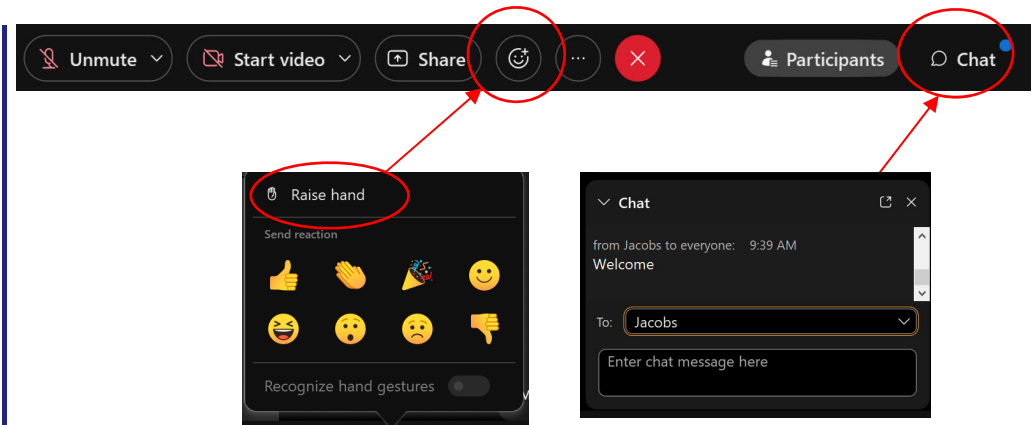 Unmute Start video Share Participants Chat
Raise hand
Send reaction
Recognize hand gestures
Chat
from Jacobs to everyone: 9:39 AM
Welcome
To: Jacobs
Enter chat message here